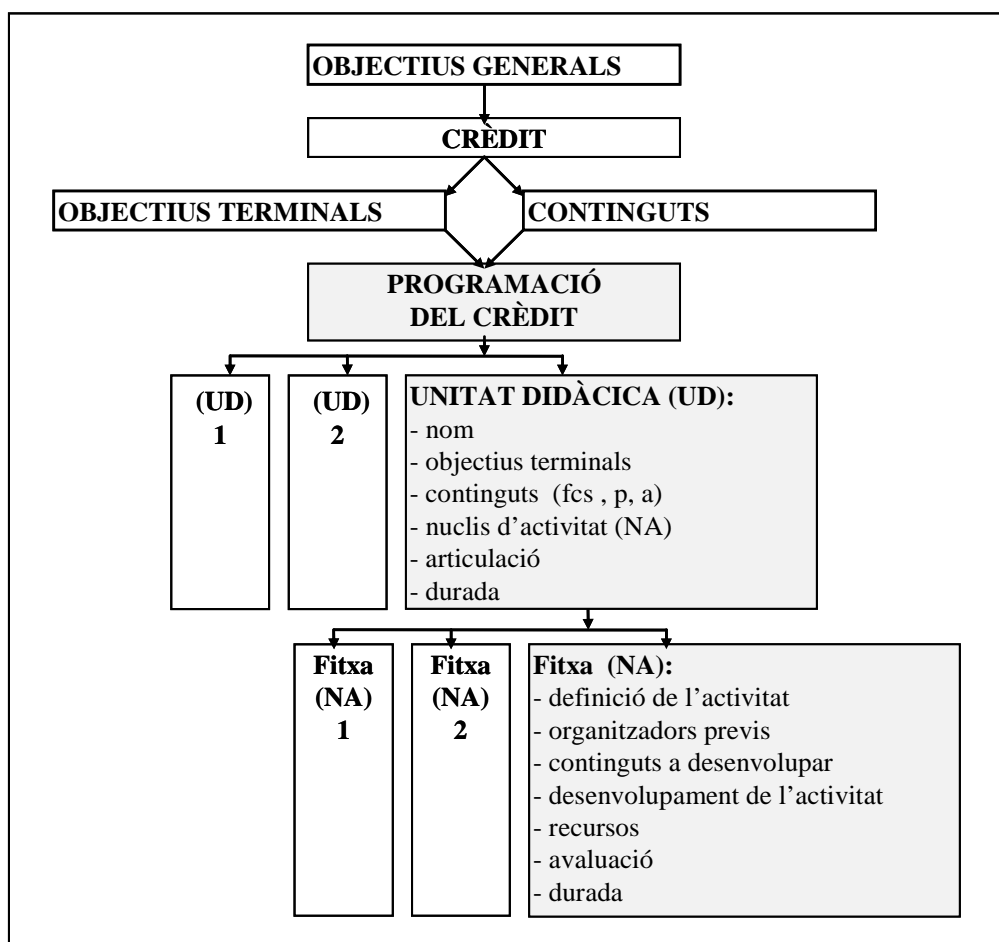 OBJECTIUS GENERALS
CRÈDIT
OBJECTIUS TERMINALS
CONTINGUTS
PROGRAMACIÓ
DEL CRÈDIT
(UD)
1
(UD)
2
UNITAT DIDÀCICA (UD):
- nom
- objectius terminals
- continguts (fcs , p, a)
- nuclis d’activitat (NA)
- articulació
- durada
Fitxa
(NA)
1
Fitxa
(NA)
2
Fitxa (NA):
- definició de l’activitat
- organitzadors previs
- continguts a desenvolupar
- desenvolupament de l’activitat
- recursos
- avaluació
- durada